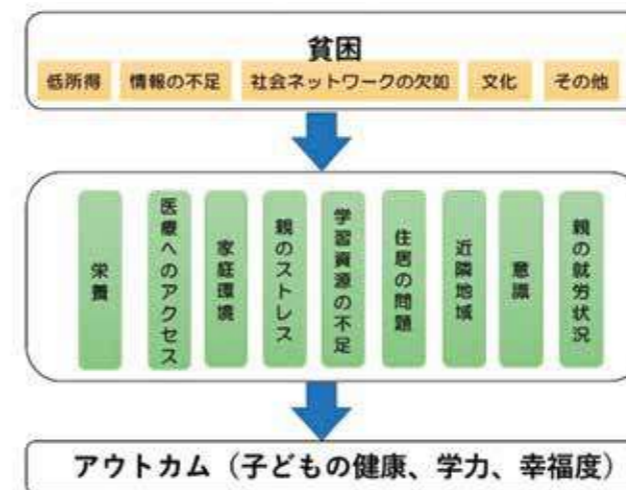 貧困
低所得
情報の不足
社会ネットワークの欠如
文化
その他
栄養
医療へのアクセス
家庭環境
親のストレス
学習資源の不足
住居の問題
近隣地域
意識
親の就労状況
アウトカム（子どもの健康、学力、幸福度）